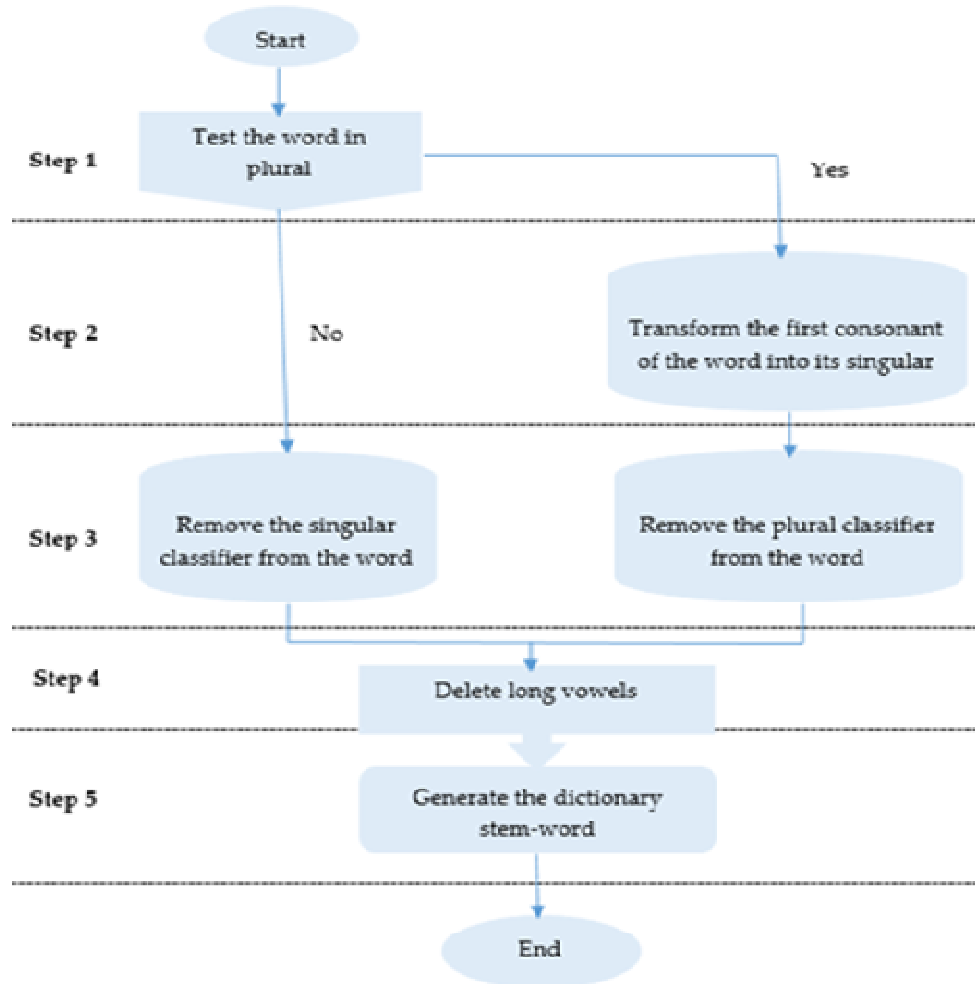 Start
Step 1
Test the word in
plural
Yes
Step 2
No
Transform the first consonant
of the word into its singular
Step 3
Remove the singular
classifier from the word
Remove the plural classifier
from the word
Step 4
Delete long vowels
Step 5
Generate the dictionary
stem-word
End